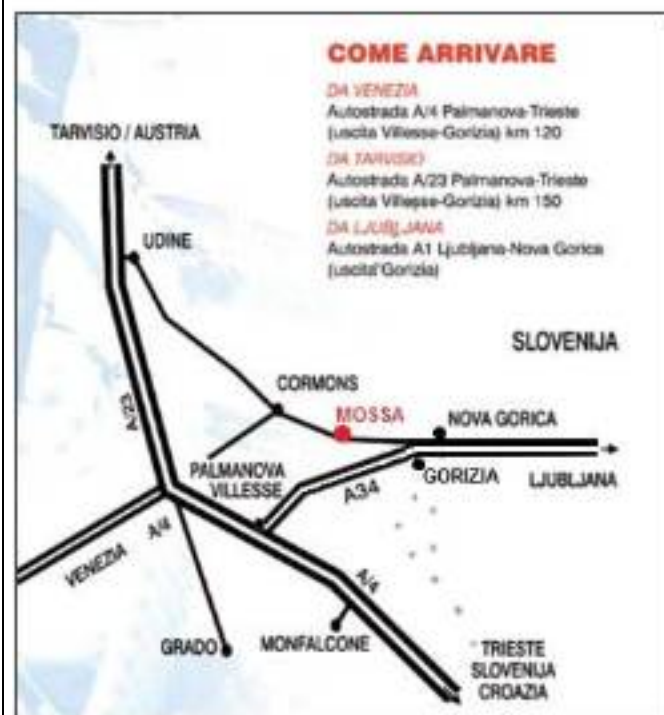 COME ARRIVARE
DA VENEZIA
Autostrada A/4 Palmanova-Trieste
(uscita Villesse-Gorizia) km 120
DA TARVISIO
Autostrada A/23 Palmanova-Trieste
(uscita Villesse-Gorizia) km 150
DA LJUBLJANA
Autostrada A1 Ljubljana-Nova Gorica
(uscita Gorizia)
TARVISIO / AUSTRIA
UDINE
SLOVENIJA
CORMONS
MOSSA
NOVA GORICA
A/23
PALMANOVA
VILLESSE
A34
GORIZIA
LJUBLJANA
VENEZIA
A/4
A/4
GRADO
MONFALCONE
TRIESTE
SLOVENIJA
CROAZIA